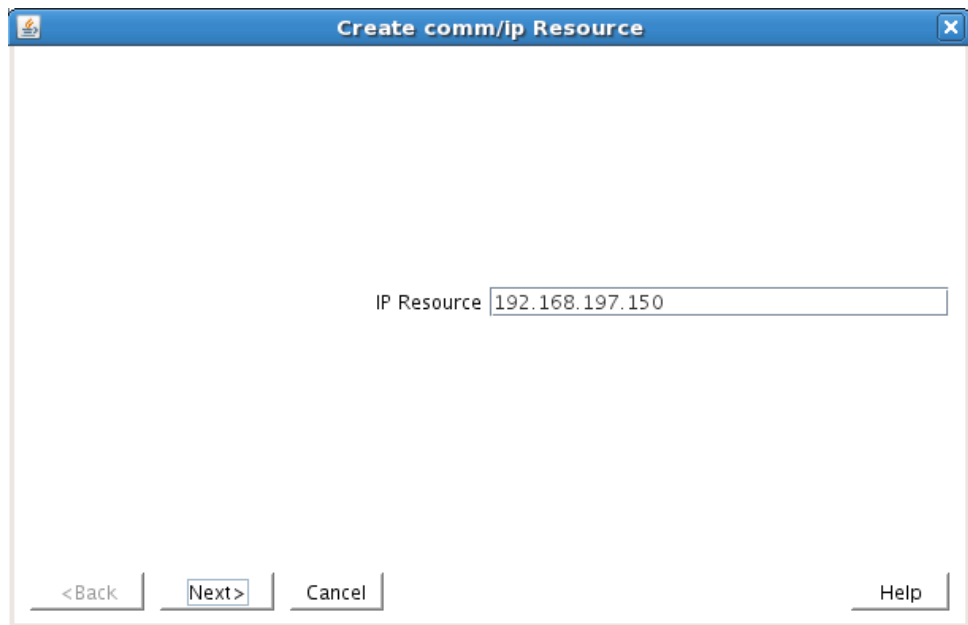 Create comm/ip Resource
IP Resource 192.168.197.150
<Back Next> Cancel Help